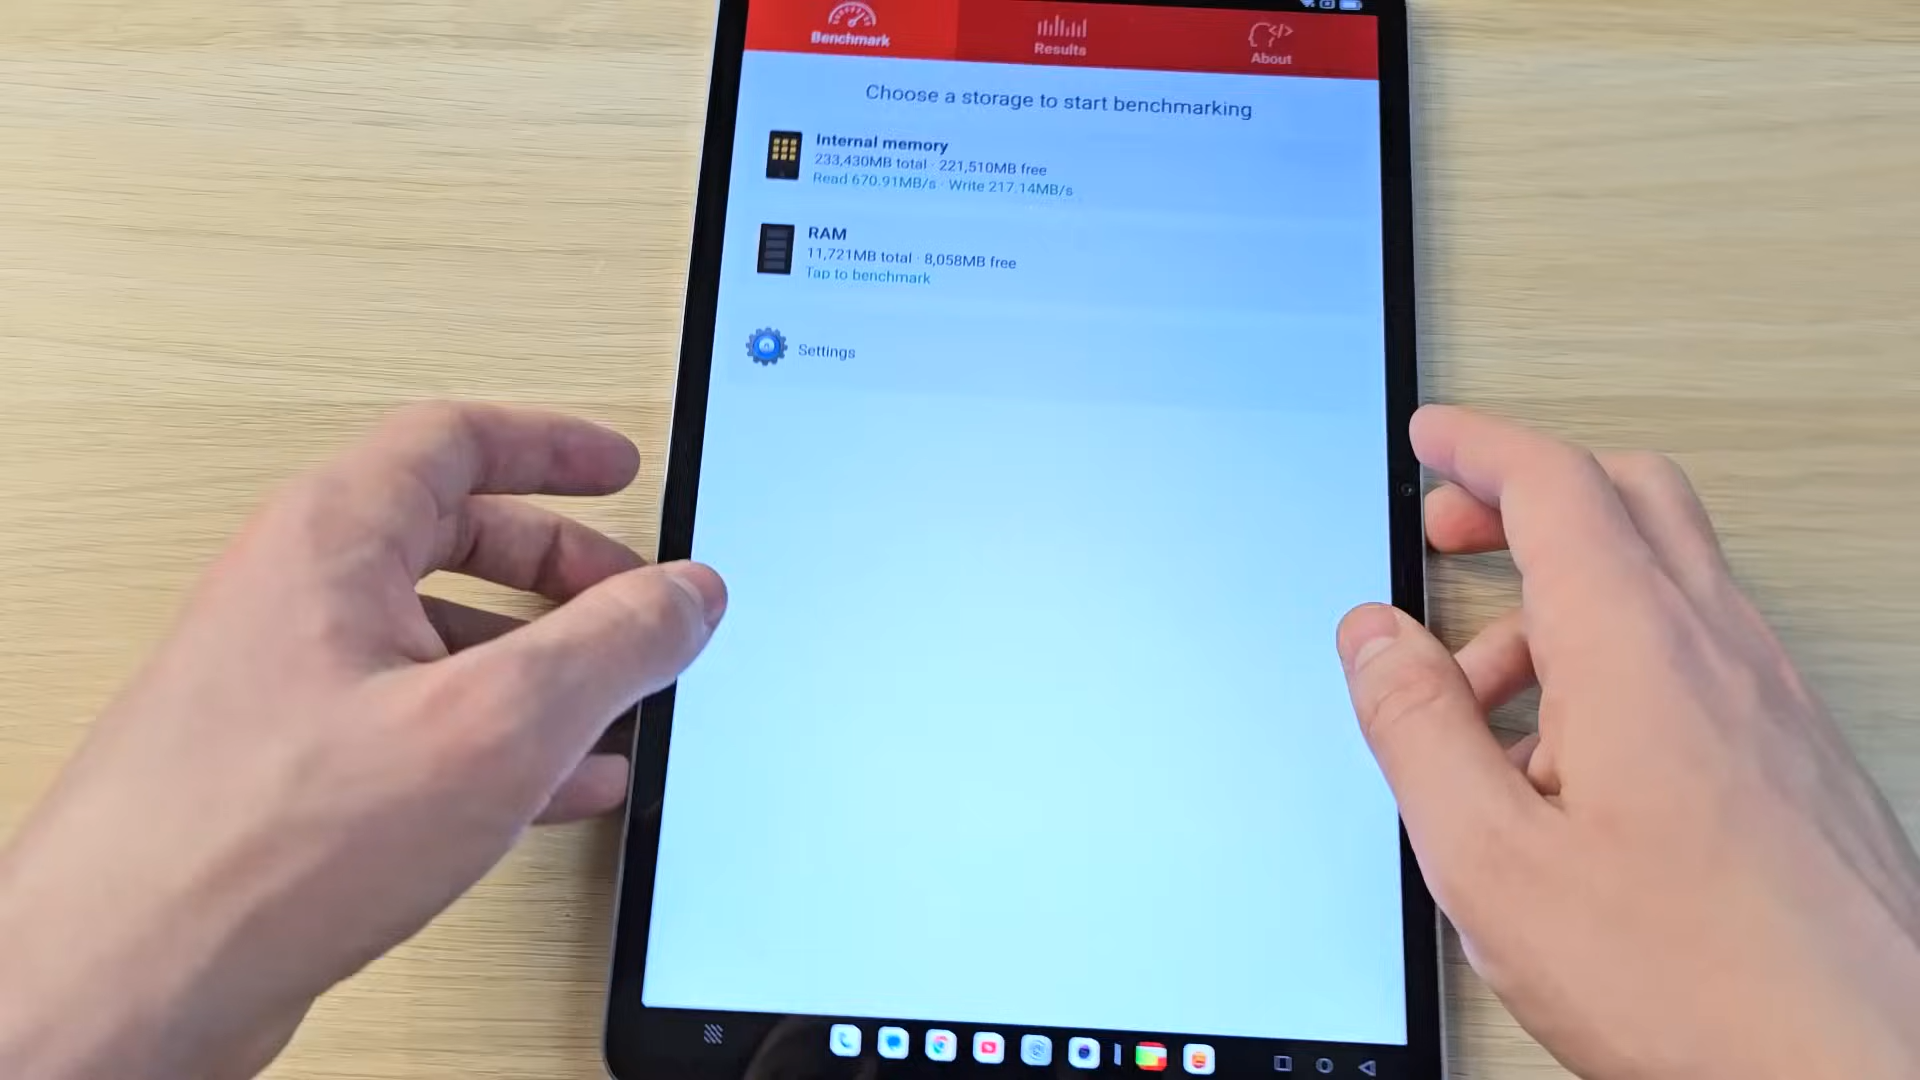 Benchmark
Results
About
Choose a storage to start benchmarking
Internal memory
233,430MB total · 221,510MB free
Read 670.91MB/s · Write 217.14MB/s
RAM
11,721MB total · 8,058MB free
Tap to benchmark
Settings